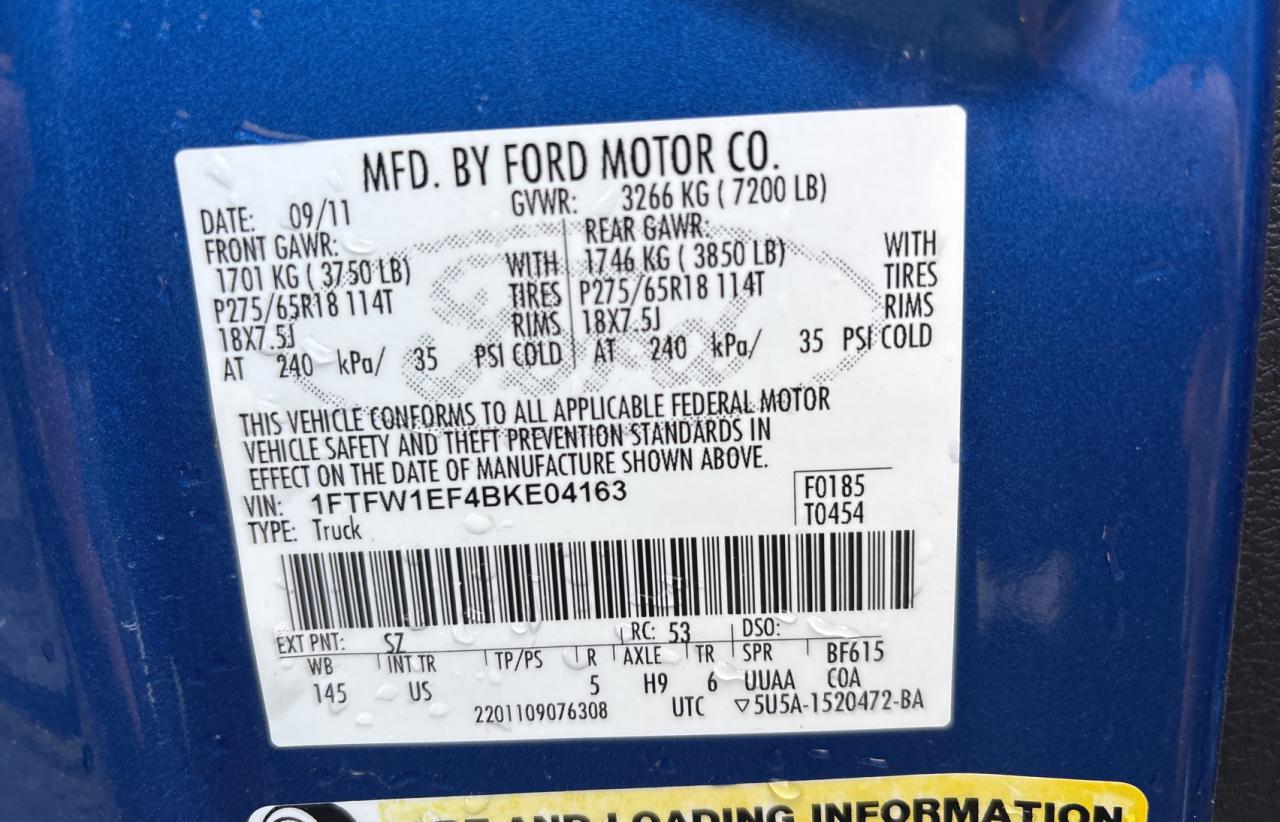 MFD. BY FORD MOTOR CO.
DATE: 09/11 GVWR: 3266 KG ( 7200 LB)
FRONT GAWR: REAR GAWR:
1701 KG ( 3750 LB) WITH 1746 KG ( 3850 LB) WITH
P275/65R18 114T TIRES P275/65R18 114T TIRES
18X7.5J RIMS 18X7.5J RIMS
AT 240 kPa/ 35 PSI COLD AT 240 kPa/ 35 PSI COLD
Ford
THIS VEHICLE CONFORMS TO ALL APPLICABLE FEDERAL MOTOR
VEHICLE SAFETY AND THEFT PREVENTION STANDARDS IN
EFFECT ON THE DATE OF MANUFACTURE SHOWN ABOVE.
VIN: 1FTFW1EF4BKE04163 F0185
TYPE: Truck T0454
EXT PNT: SZ RC: 53 DSO:
WB INT TR TP/PS R AXLE TR SPR BF615
145 US 5 H9 6 UUAA COA
2201109076308 UTC ▽5U5A-1520472-BA
AND LOADING INFORMATION